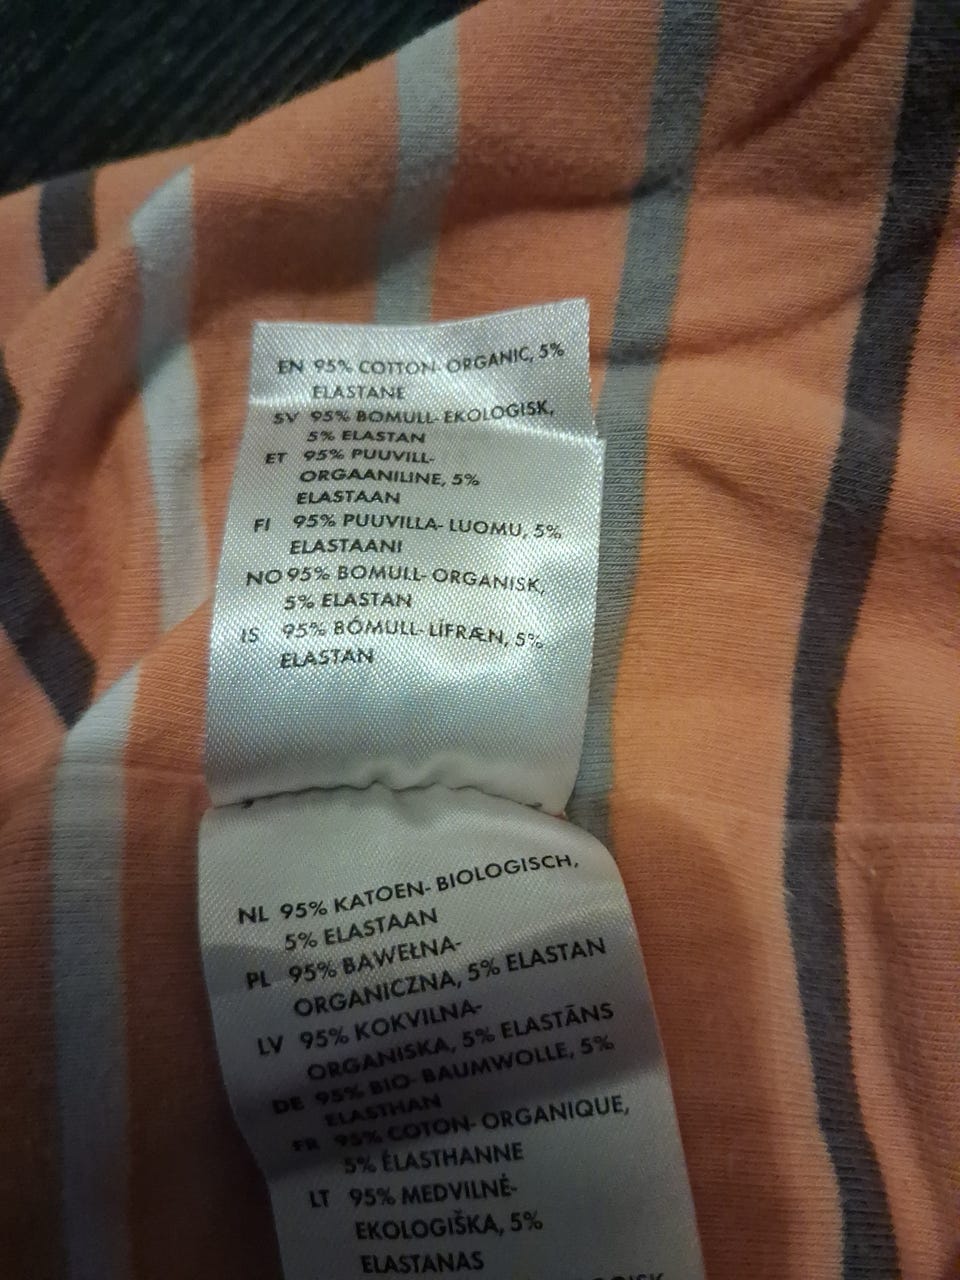 EN 95% COTTON- ORGANIC, 5%
ELASTANE
SV 95% BOMULL- EKOLOGISK,
5% ELASTAN
ET 95% PUUVILL-
ORGAANILINE, 5%
ELASTAAN
FI 95% PUUVILLA- LUOMU, 5%
ELASTAANI
NO 95% BOMULL- ORGANISK,
5% ELASTAN
IS 95% BÓMULL- LÍFRÆN, 5%
ELASTAN
NL 95% KATOEN- BIOLOGISCH,
5% ELASTAAN
PL 95% BAWEŁNA-
ORGANICZNA, 5% ELASTAN
LV 95% KOKVILNA-
ORGANISKA, 5% ELASTĀNS
DE 95% BIO- BAUMWOLLE, 5%
ELASTHAN
FR 95% COTON- ORGANIQUE,
5% ÉLASTHANNE
LT 95% MEDVILNĖ-
EKOLOGIŠKA, 5%
ELASTANAS